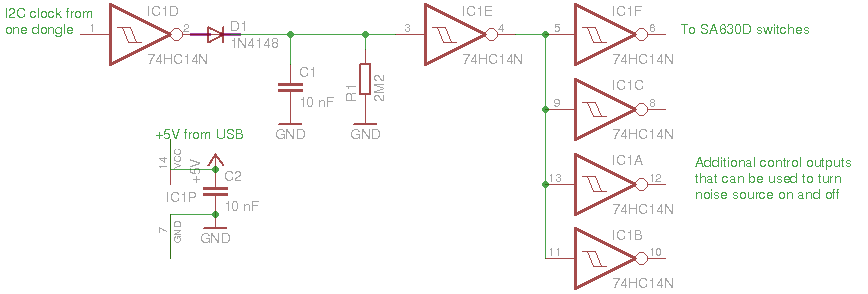 I2C clock from
one dongle
1
IC1D
2
74HC14N
D1
1N4148
C1
10 nF
GND
R1
2M2
GND
3
IC1E
4
74HC14N
5
IC1F
6
74HC14N
To SA630D switches
9
IC1C
8
74HC14N
13
IC1A
12
74HC14N
Additional control outputs
that can be used to turn
noise source on and off
11
IC1B
10
74HC14N
+5V from USB
14
VCC
+5V
C2
10 nF
IC1P
7
GND
GND